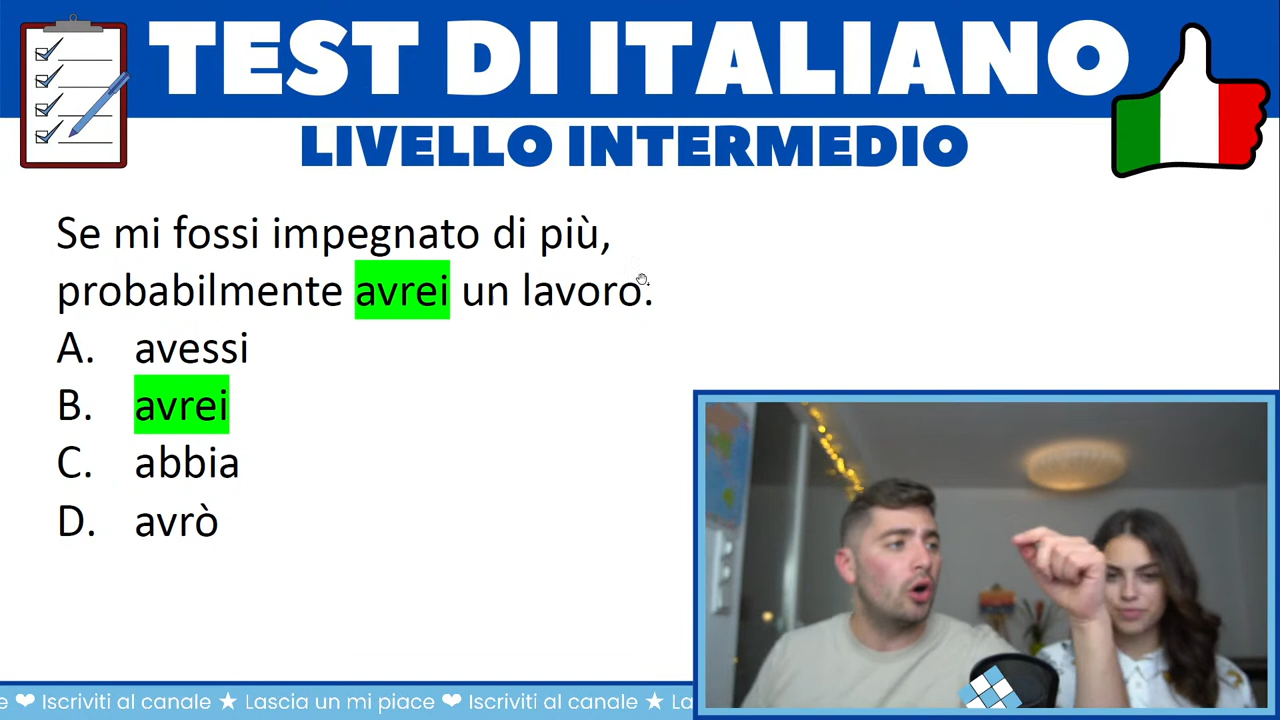 TEST DI ITALIANO
LIVELLO INTERMEDIO
Se mi fossi impegnato di più,
probabilmente avrei un lavoro.
A. avessi
B. avrei
C. abbia
D. avrò
e ❤ Iscriviti al canale ★ Lascia un mi piace ❤ Iscriviti al canale ★ La